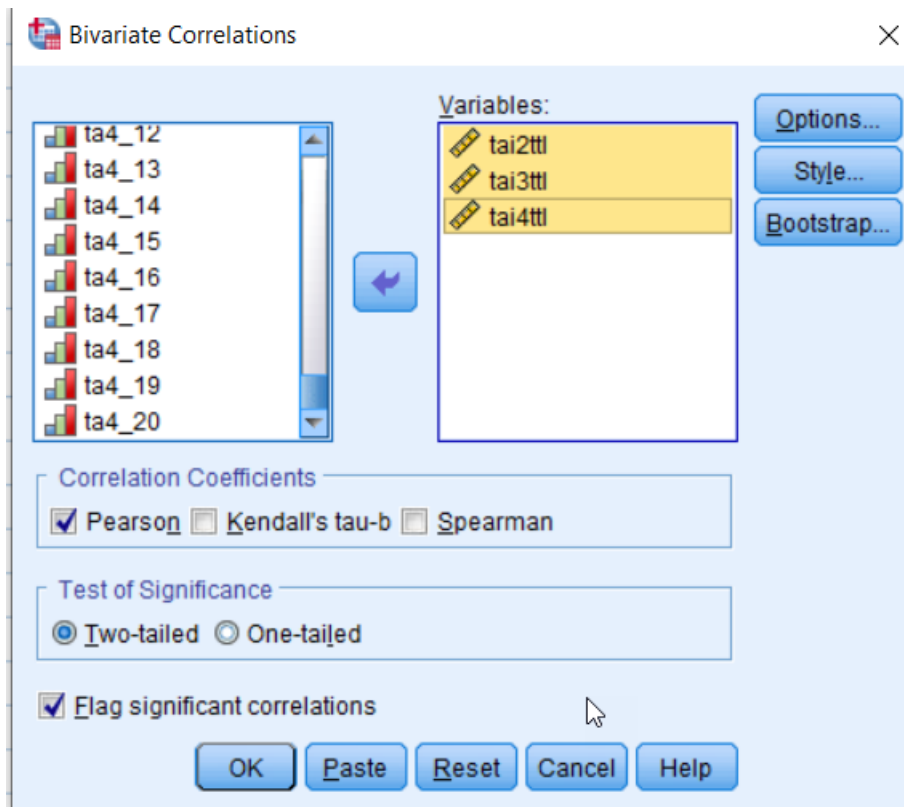 Bivariate Correlations
Variables:
ta4_12
ta4_13
ta4_14
ta4_15
ta4_16
ta4_17
ta4_18
ta4_19
ta4_20
tai2ttl
tai3ttl
tai4ttl
Options...
Style...
Bootstrap...
Correlation Coefficients
Pearson Kendall's tau-b Spearman
Test of Significance
Two-tailed One-tailed
Flag significant correlations
OK Paste Reset Cancel Help